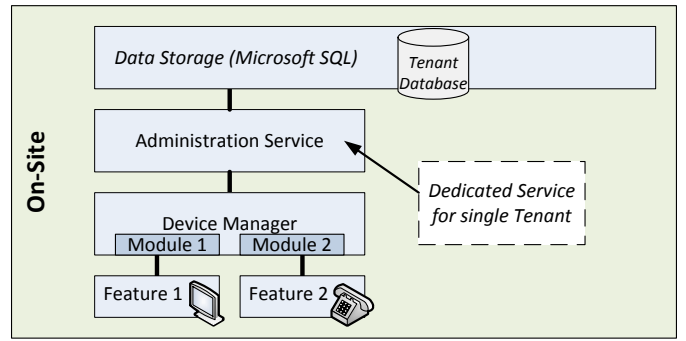 On-Site
Data Storage (Microsoft SQL)
Tenant
Database
Administration Service
Dedicated Service
for single Tenant
Device Manager
Module 1
Module 2
Feature 1
Feature 2